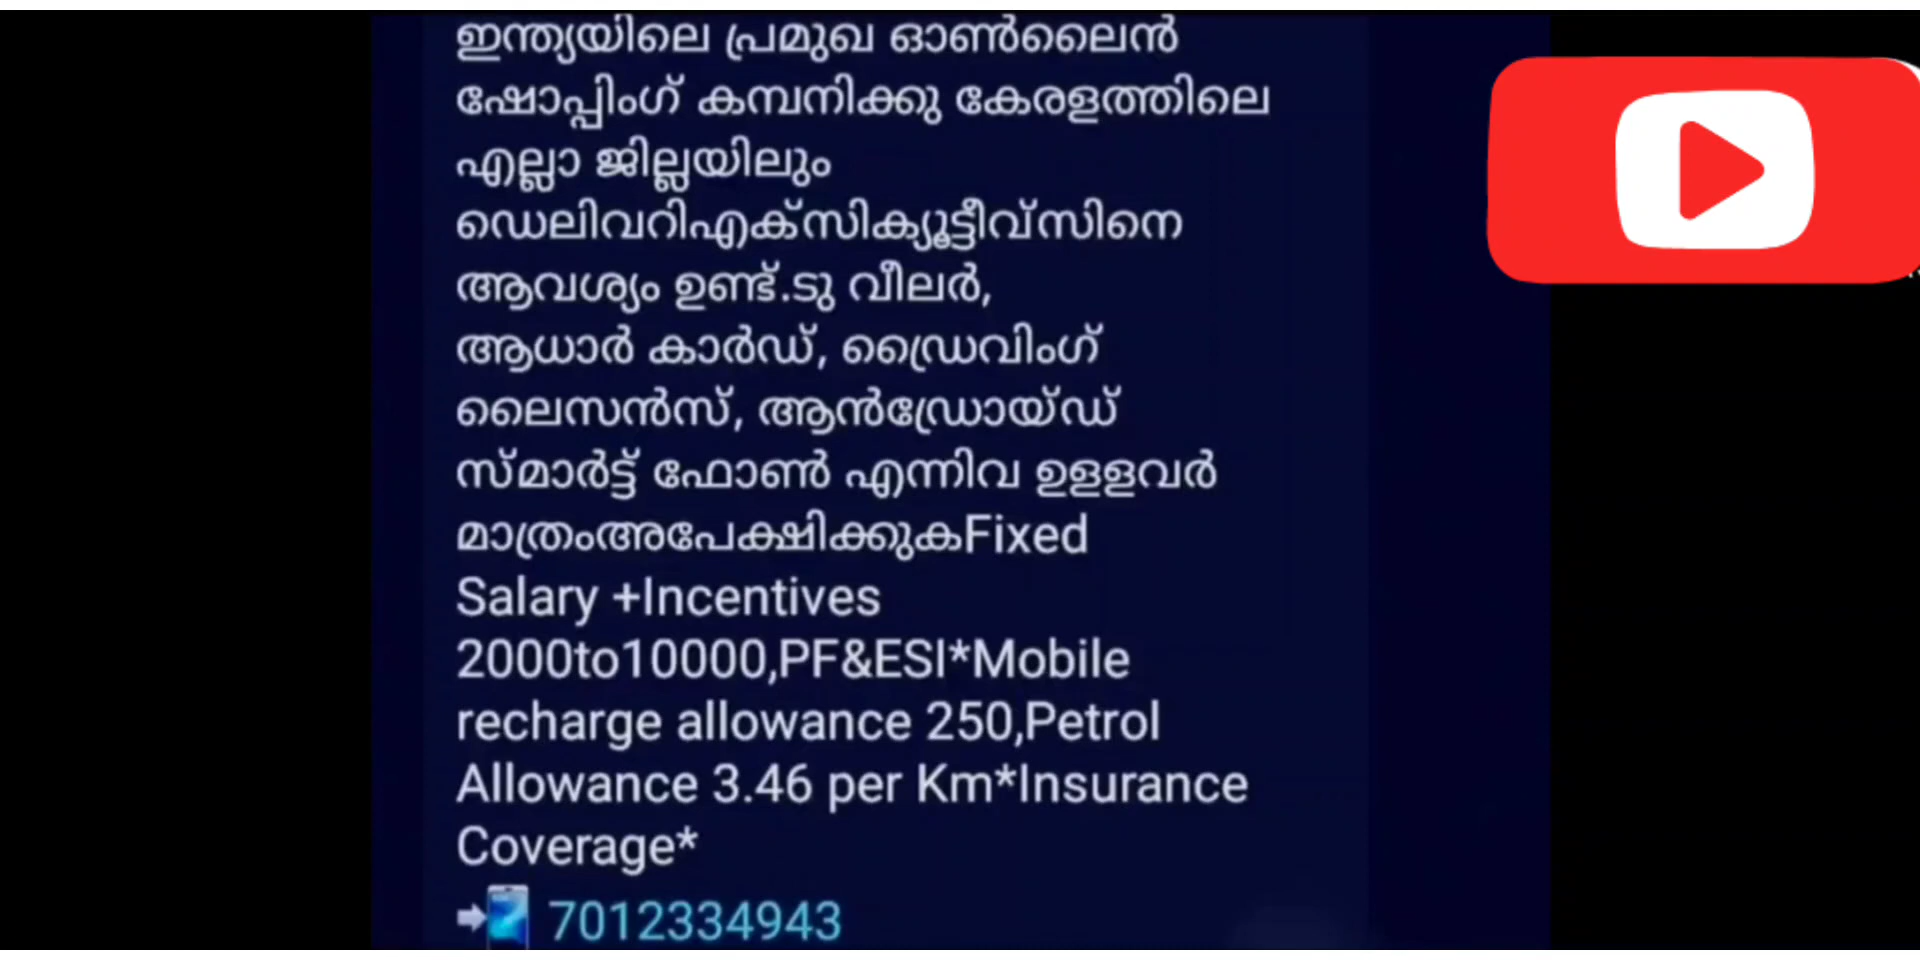 ഇന്ത്യയിലെ പ്രമുഖ ഓൺലൈൻ
ഷോപ്പിംഗ് കമ്പനിക്കു കേരളത്തിലെ
എല്ലാ ജില്ലയിലും
ഡെലിവറിഎക്സിക്യൂട്ടീവ്സിനെ
ആവശ്യം ഉണ്ട്.ടു വീലർ,
ആധാർ കാർഡ്, ഡ്രൈവിംഗ്
ലൈസൻസ്, ആൻഡ്രോയ്ഡ്
സ്മാർട്ട് ഫോൺ എന്നിവ ഉളളവർ
മാത്രംഅപേക്ഷിക്കുകFixed
Salary +Incentives
2000to10000,PF&ESI*Mobile
recharge allowance 250,Petrol
Allowance 3.46 per Km*Insurance
Coverage*
7012334943